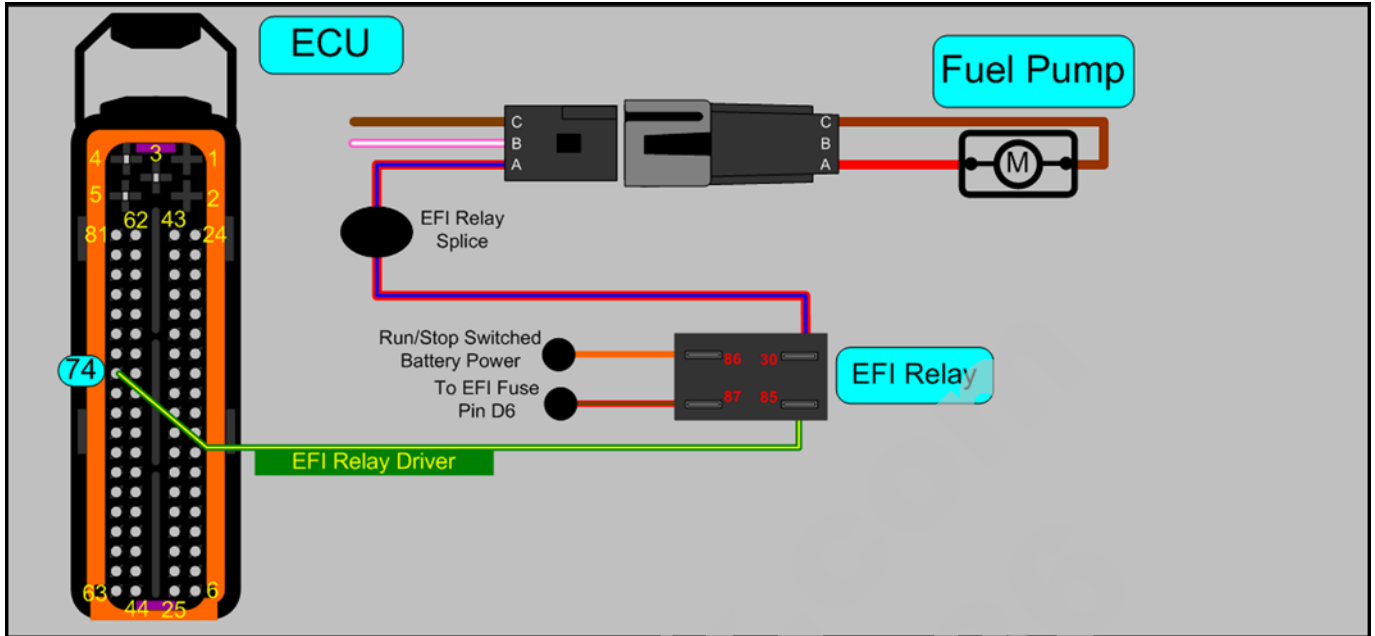 ECU
Fuel Pump
4
3
1
5
2
62
43
81
24
74
63
44
25
6
C
B
A
C
B
A
M
EFI Relay
Splice
Run/Stop Switched
Battery Power
To EFI Fuse
Pin D6
86
30
87
85
EFI Relay
EFI Relay Driver